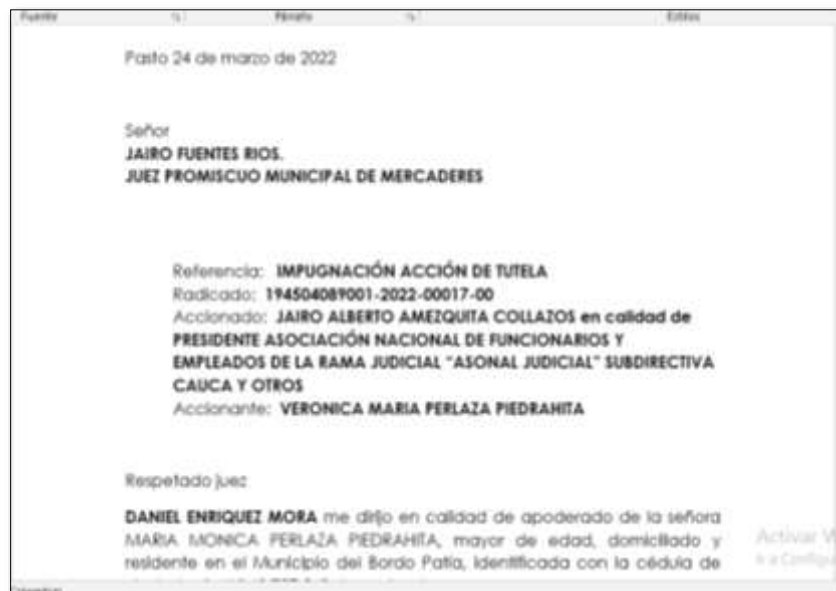 Fuente Párrafo Estilos
Pasto 24 de marzo de 2022
Señor
JAIRO FUENTES RIOS.
JUEZ PROMISCUO MUNICIPAL DE MERCADERES
Referencia: IMPUGNACIÓN ACCIÓN DE TUTELA
Radicado: 194504089001-2022-00017-00
Accionado: JAIRO ALBERTO AMEZQUITA COLLAZOS en calidad de
PRESIDENTE ASOCIACIÓN NACIONAL DE FUNCIONARIOS Y
EMPLEADOS DE LA RAMA JUDICIAL "ASONAL JUDICIAL" SUBDIRECTIVA
CAUCA Y OTROS
Accionante: VERONICA MARIA PERLAZA PIEDRAHITA
Respetado juez
DANIEL ENRIQUEZ MORA me dirijo en calidad de apoderado de la señora
MARIA MONICA PERLAZA PIEDRAHITA, mayor de edad, domiciliado y
residente en el Municipio del Bordo Patía, identificada con la cédula de
Activar W